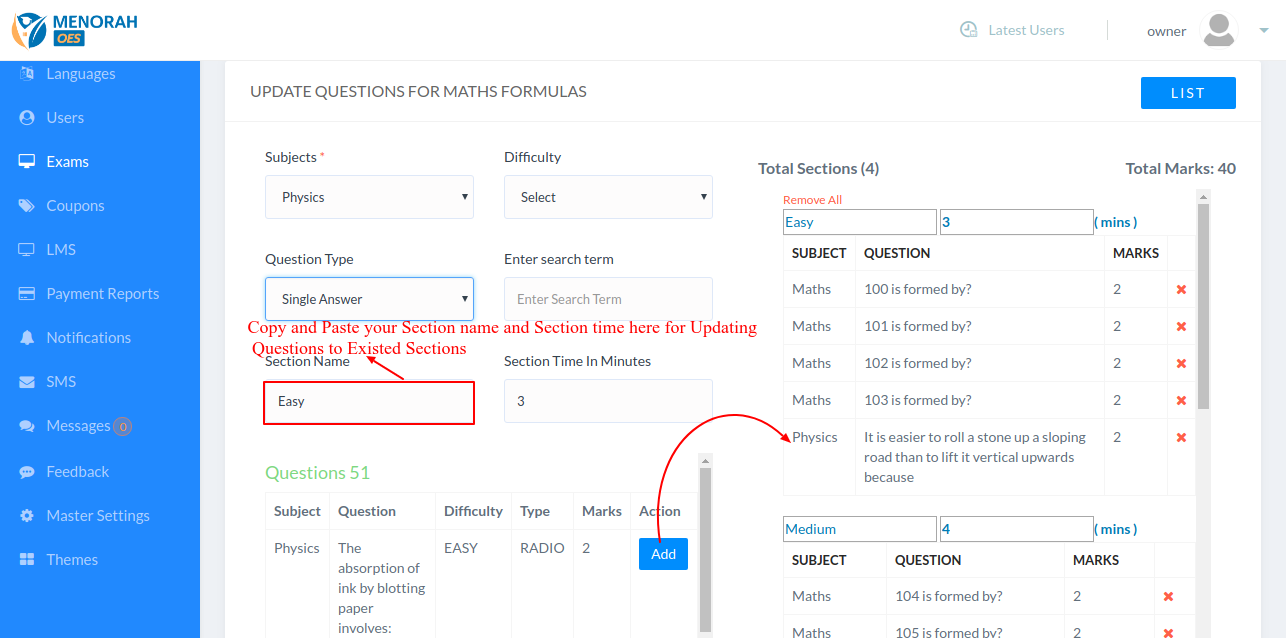 MENORAH
OES
Latest Users
owner
Languages
Users
Exams
Coupons
LMS
Payment Reports
Notifications
SMS
Messages 0
Feedback
Master Settings
Themes
UPDATE QUESTIONS FOR MATHS FORMULAS
LIST
Subjects *
Difficulty
Physics
Select
Question Type
Enter search term
Single Answer
Enter Search Term
Copy and Paste your Section name and Section time here for Updating
Questions to Existed Sections
Section Name
Section Time In Minutes
Easy
3
Questions 51
Subject Question Difficulty Type Marks Action
Physics The EASY RADIO 2 Add
absorption of
ink by blotting
paper
involves:
Total Sections (4)
Total Marks: 40
Remove All
Easy 3 ( mins )
SUBJECT QUESTION MARKS
Maths 100 is formed by? 2
Maths 101 is formed by? 2
Maths 102 is formed by? 2
Maths 103 is formed by? 2
Physics It is easier to roll a stone up a sloping 2
road than to lift it vertical upwards
because
Medium 4 ( mins )
SUBJECT QUESTION MARKS
Maths 104 is formed by? 2
Maths 105 is formed by? 2